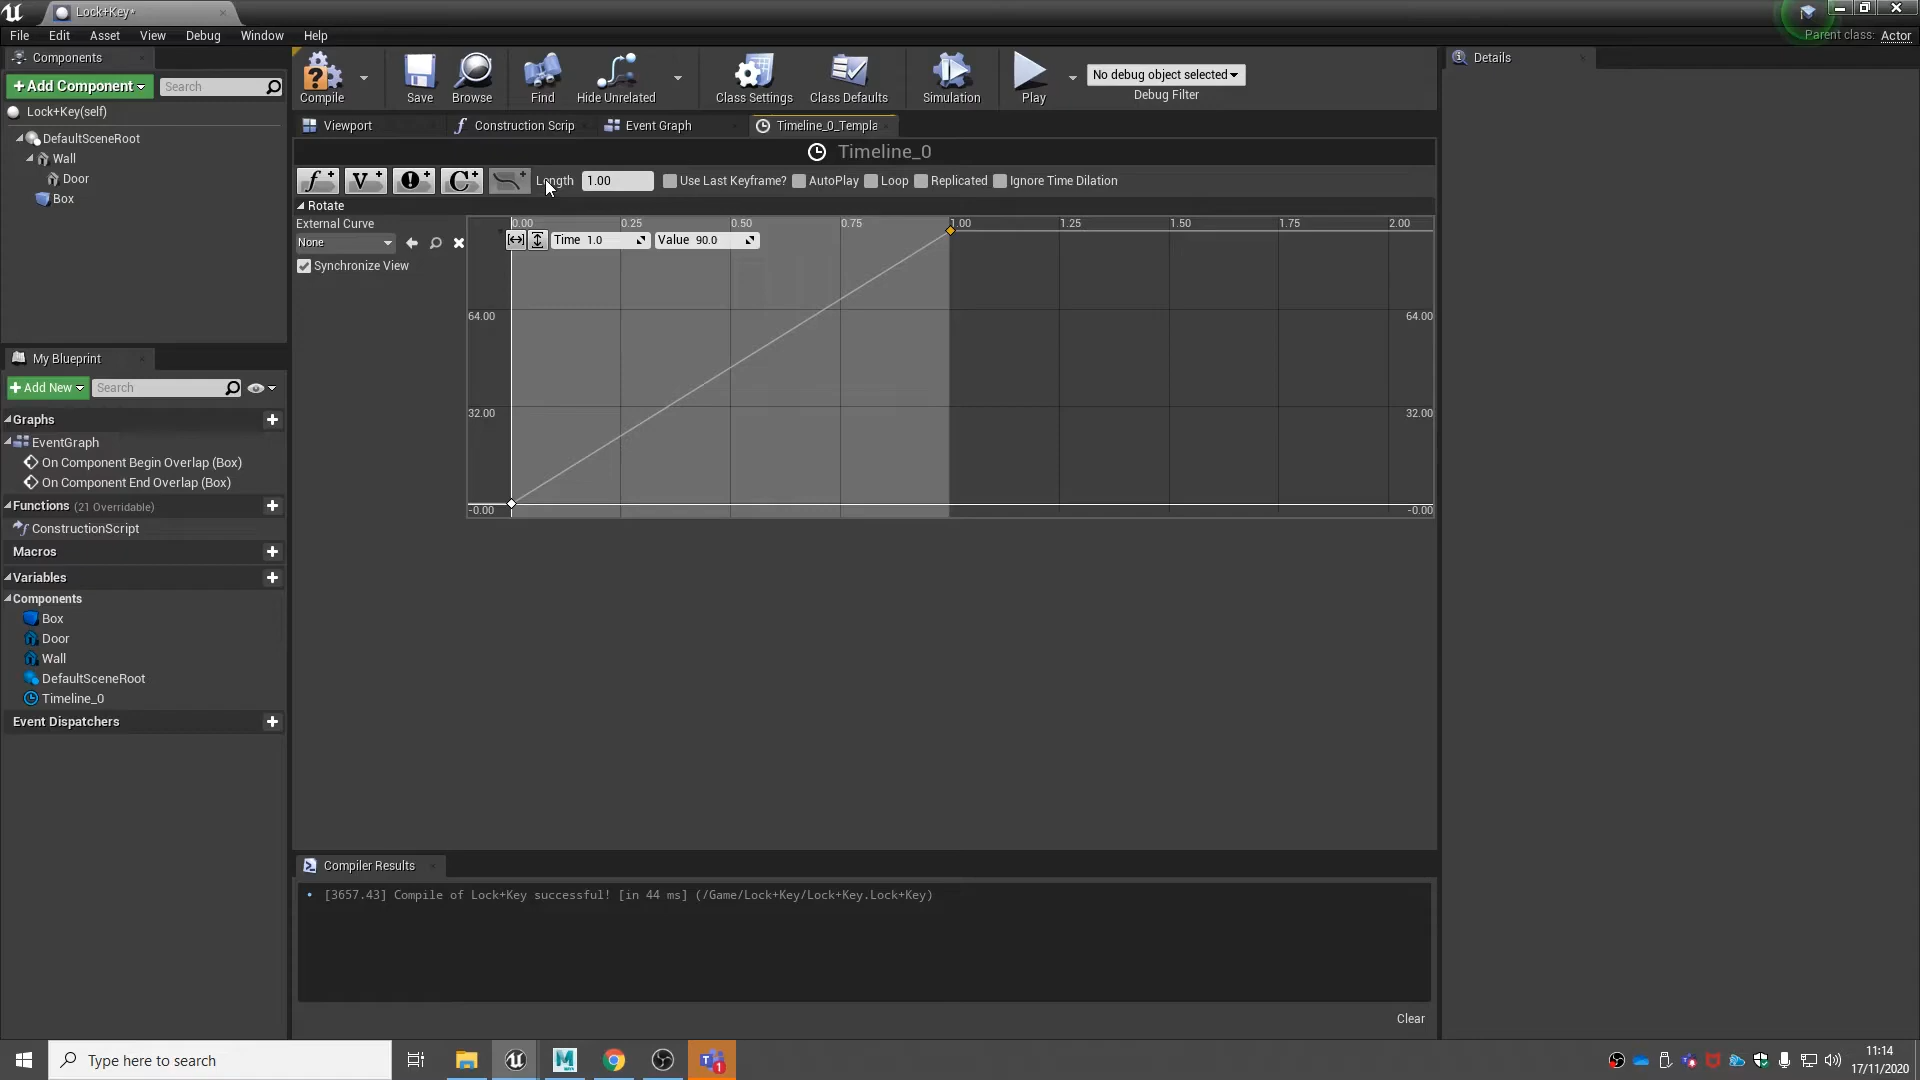 Lock+Key*
File Edit Asset View Debug Window Help
Parent class: Actor
Components
+ Add Component
Search
Lock+Key(self)
DefaultSceneRoot
Wall
Door
Box
My Blueprint
+ Add New
Search
Graphs
EventGraph
On Component Begin Overlap (Box)
On Component End Overlap (Box)
Functions (21 Overridable)
ConstructionScript
Macros
Variables
Components
Box
Door
Wall
DefaultSceneRoot
Timeline_0
Event Dispatchers
Compile
Save
Browse
Find
Hide Unrelated
Class Settings
Class Defaults
Simulation
Play
No debug object selected
Debug Filter
Viewport
Construction Scrip
Event Graph
Timeline_0_Templa
Timeline_0
Length 1.00 Use Last Keyframe? AutoPlay Loop Replicated Ignore Time Dilation
Rotate
External Curve
None
Synchronize View
0.00 0.25 0.50 0.75 1.00 1.25 1.50 1.75 2.00
Time 1.0 Value 90.0
64.00 64.00
32.00 32.00
-0.00 -0.00
Compiler Results
[3657.43] Compile of Lock+Key successful! [in 44 ms] (/Game/Lock+Key/Lock+Key.Lock+Key)
Clear
Details
Type here to search
11:14
17/11/2020